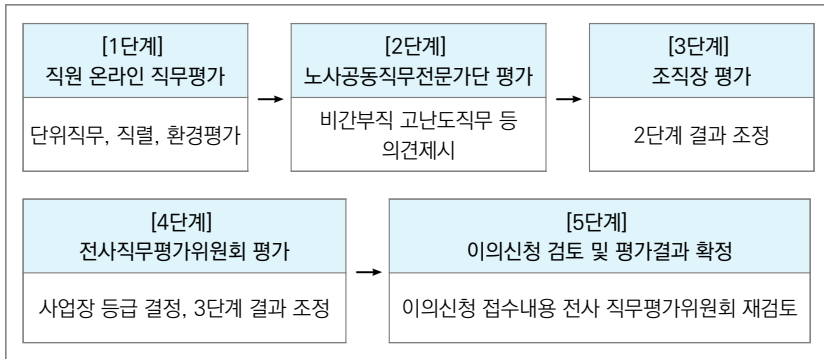 [1단계]
직원 온라인 직무평가
단위직무, 직렬, 환경평가
[2단계]
노사공동직무전문가단 평가
비간부직 고난도직무 등
의견제시
[3단계]
조직장 평가
2단계 결과 조정
[4단계]
전사직무평가위원회 평가
사업장 등급 결정, 3단계 결과 조정
[5단계]
이의신청 검토 및 평가결과 확정
이의신청 접수내용 전사 직무평가위원회 재검토